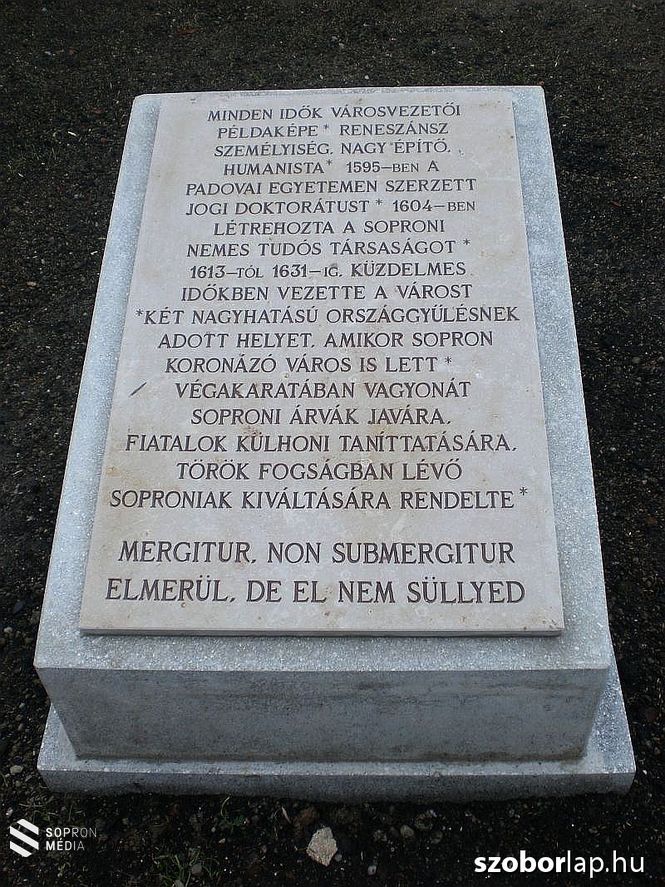 MINDEN IDŐK VÁROSVEZETŐI
PÉLDAKÉPE * RENESZÁNSZ
SZEMÉLYISÉG, NAGY ÉPÍTŐ,
HUMANISTA * 1595-BEN A
PADOVAI EGYETEMEN SZERZETT
JOGI DOKTORÁTUST * 1604-BEN
LÉTREHOZTA A SOPRONI
NEMES TUDÓS TÁRSASÁGOT *
1613-TÓL 1631-IG, KÜZDELMES
IDŐKBEN VEZETTE A VÁROST
*KÉT NAGYHATÁSÚ ORSZÁGGYÜLÉSNEK
ADOTT HELYET, AMIKOR SOPRON
KORONÁZÓ VÁROS IS LETT *
VÉGAKARATÁBAN VAGYONÁT
SOPRONI ÁRVÁK JAVÁRA,
FIATALOK KÜLHONI TANÍTTATÁSÁRA,
TÖRÖK FOGSÁGBAN LÉVŐ
SOPRONIAK KIVÁLTÁSÁRA RENDELTE *
MERGITUR, NON SUBMERGITUR
ELMERÜL, DE EL NEM SÜLLYED
SOPRON
MÉDIA
szoborlap.hu